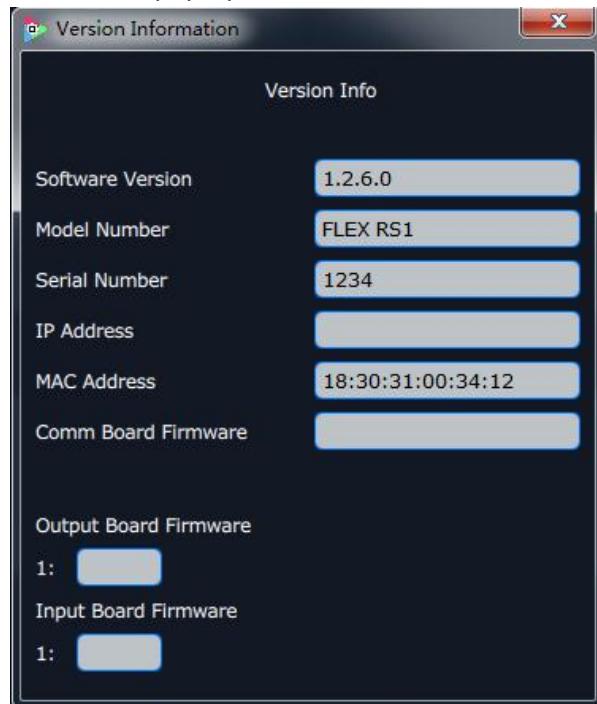 Version Information
Version Info
Software Version 1.2.6.0
Model Number FLEX RS1
Serial Number 1234
IP Address
MAC Address 18:30:31:00:34:12
Comm Board Firmware
Output Board Firmware
1:
Input Board Firmware
1: